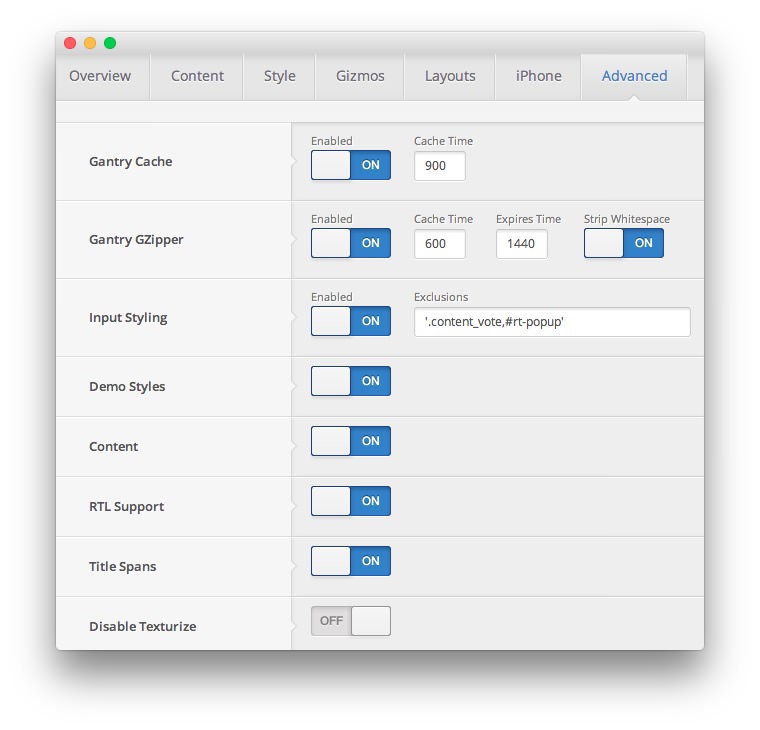 Overview Content Style Gizmos Layouts iPhone Advanced
Enabled Cache Time
Gantry Cache ON 900
Enabled Cache Time Expires Time Strip Whitespace
Gantry GZipper ON 600 1440 ON
Enabled Exclusions
Input Styling ON '.content_vote,#rt-popup'
Demo Styles ON
Content ON
RTL Support ON
Title Spans ON
Disable Texturize OFF